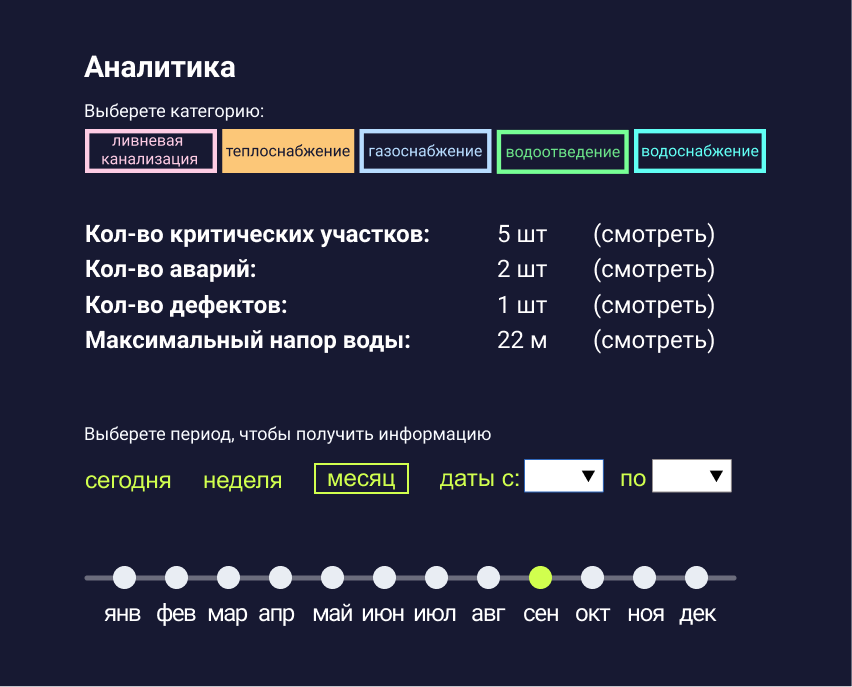 Аналитика
Выберете категорию:
ливневая
канализация
теплоснабжение
газоснабжение
водоотведение
водоснабжение
Кол-во критических участков: 5 шт (смотреть)
Кол-во аварий: 2 шт (смотреть)
Кол-во дефектов: 1 шт (смотреть)
Максимальный напор воды: 22 м (смотреть)
Выберете период, чтобы получить информацию
сегодня неделя месяц даты с: по
янв фев мар апр май июн июл авг сен окт ноя дек